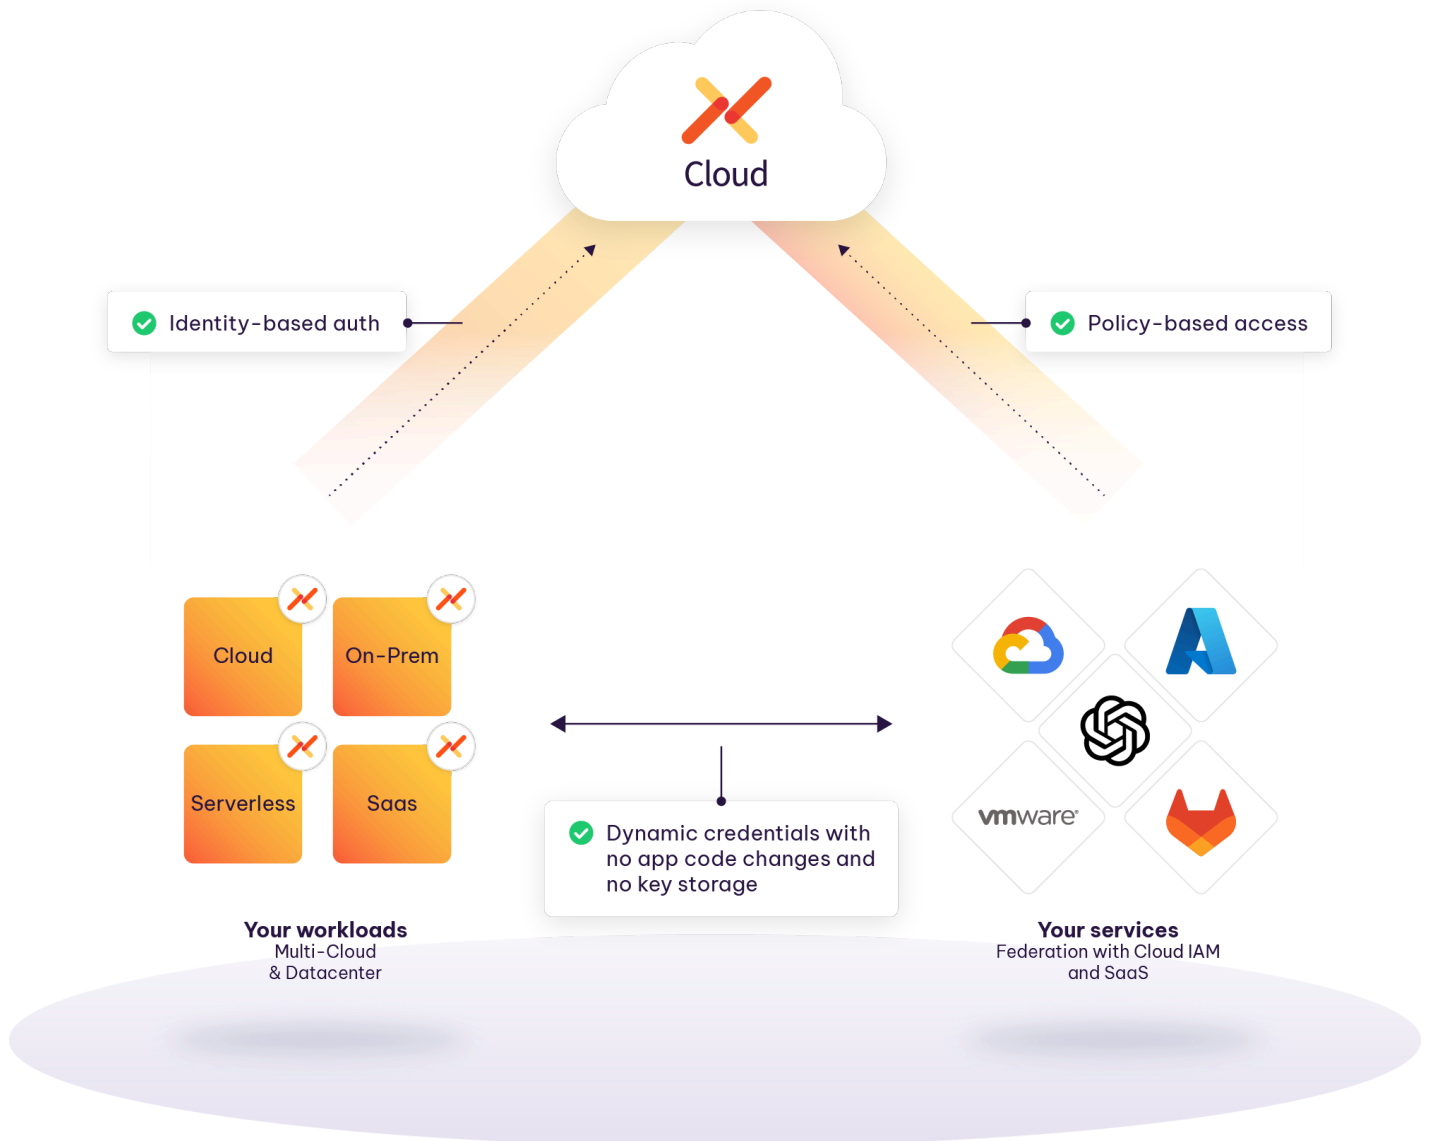 Cloud
Identity-based auth
Policy-based access
Cloud
On-Prem
Serverless
Saas
vmware®
Dynamic credentials with
no app code changes and
no key storage
Your workloads
Multi-Cloud
& Datacenter
Your services
Federation with Cloud IAM
and SaaS